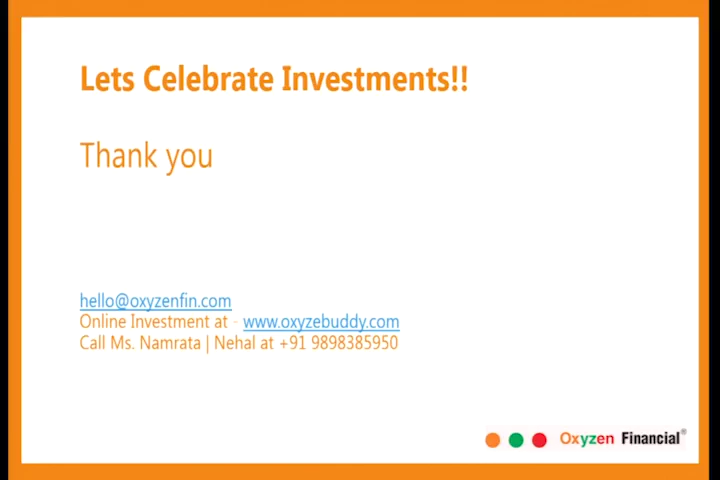 Lets Celebrate Investments!!
Thank you
hello@oxyzenfin.com
Online Investment at - www.oxyzebuddy.com
Call Ms. Namrata | Nehal at +91 9898385950
Oxyzen Financial®